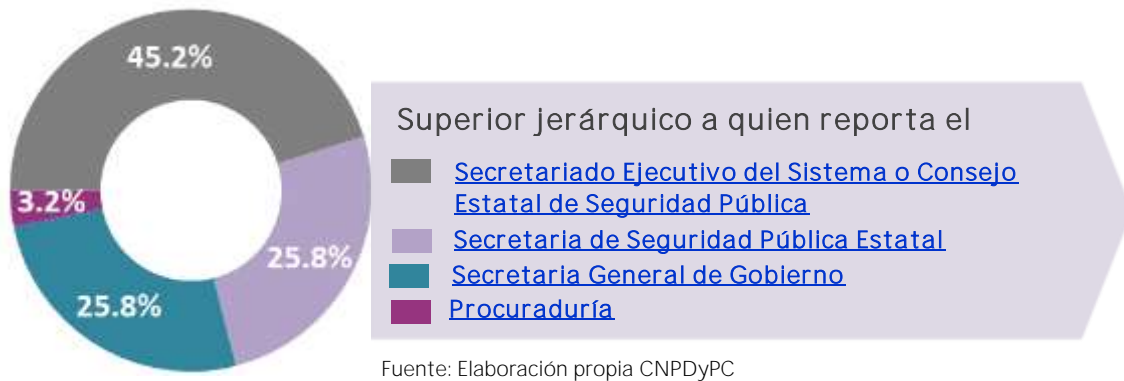 45.2%
3.2%
25.8%
25.8%
Superior jerárquico a quien reporta el
Secretariado Ejecutivo del Sistema o Consejo
Estatal de Seguridad Pública
Secretaria de Seguridad Pública Estatal
Secretaria General de Gobierno
Procuraduría
Fuente: Elaboración propia CNPDyPC